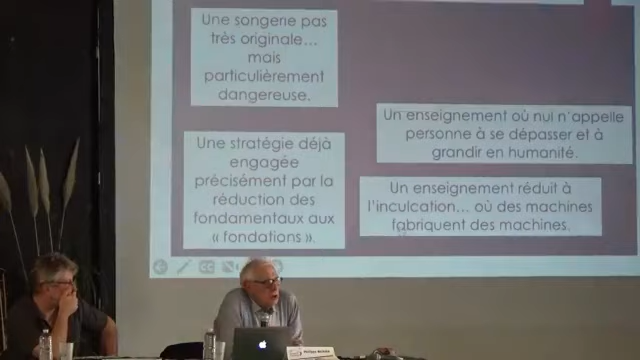 Une songerie pas
très originale...
mais
particulièrement
dangereuse.
Une stratégie déjà
engagée
précisément par la
réduction des
fondamentaux aux
« fondations ».
Un enseignement où nul n'appelle
personne à se dépasser et à
grandir en humanité.
Un enseignement réduit à
l'inculcation... où des machines
fabriquent des machines.